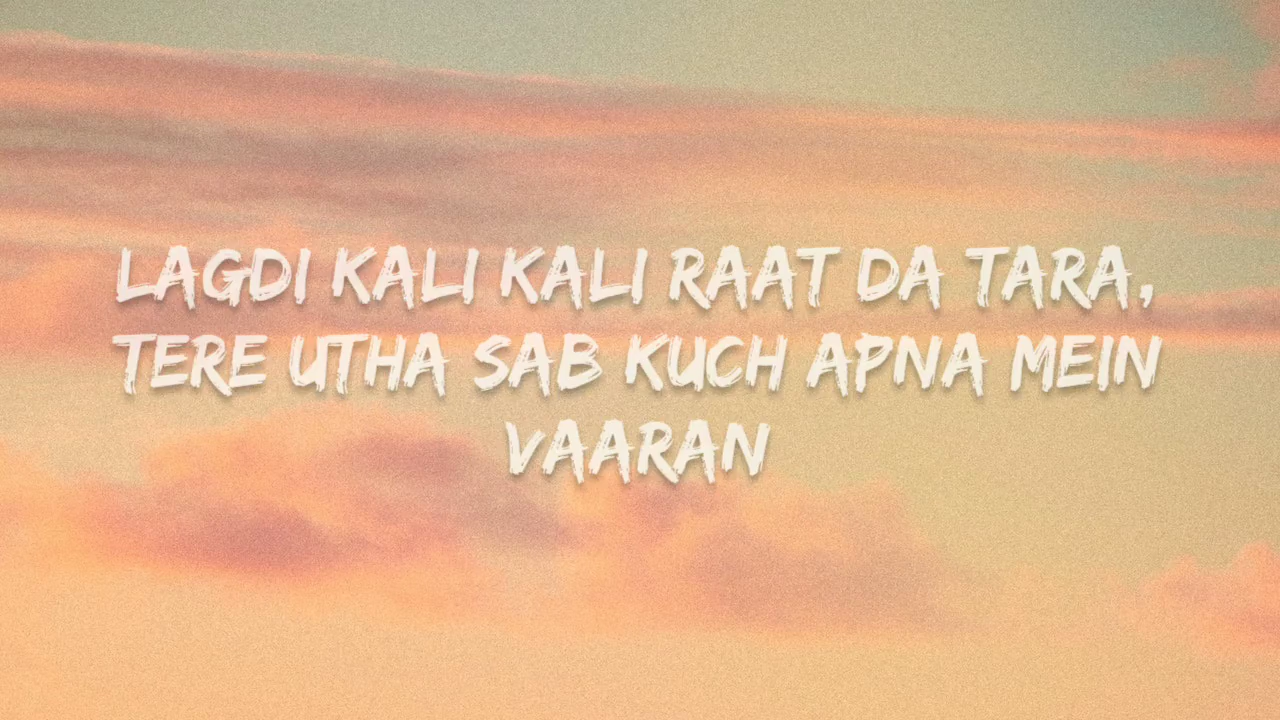 LAGDI KALI KALI RAAT DA TARA,
TERE UTHA SAB KUCH APNA MEIN
VAARAN